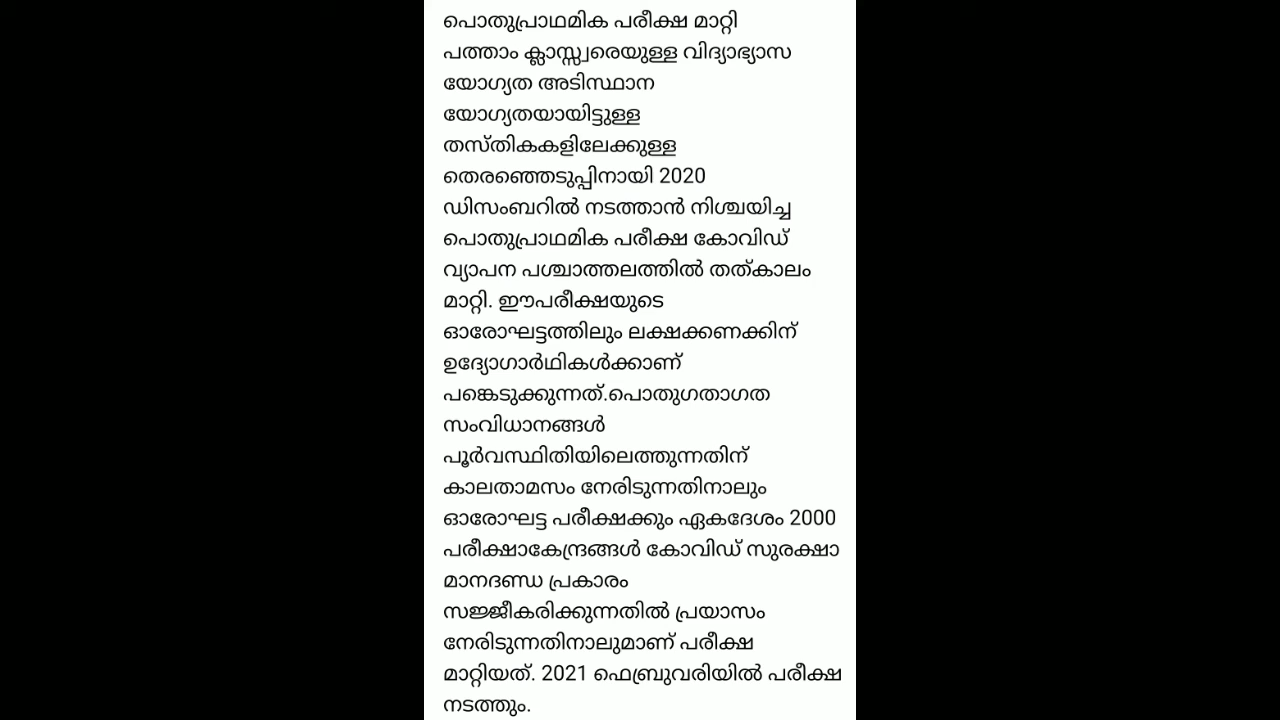 പൊതുപ്രാഥമിക പരീക്ഷ മാറ്റി
പത്താം ക്ലാസ്സ്വരെയുള്ള വിദ്യാഭ്യാസ
യോഗ്യത അടിസ്ഥാന
യോഗ്യതയായിട്ടുള്ള
തസ്തികകളിലേക്കുള്ള
തെരഞ്ഞെടുപ്പിനായി 2020
ഡിസംബറിൽ നടത്താൻ നിശ്ചയിച്ച
പൊതുപ്രാഥമിക പരീക്ഷ കോവിഡ്
വ്യാപന പശ്ചാത്തലത്തിൽ തത്കാലം
മാറ്റി. ഈപരീക്ഷയുടെ
ഓരോഘട്ടത്തിലും ലക്ഷക്കണക്കിന്
ഉദ്യോഗാർഥികൾക്കാണ്
പങ്കെടുക്കുന്നത്.പൊതുഗതാഗത
സംവിധാനങ്ങൾ
പൂർവസ്ഥിതിയിലെത്തുന്നതിന്
കാലതാമസം നേരിടുന്നതിനാലും
ഓരോഘട്ട പരീക്ഷക്കും ഏകദേശം 2000
പരീക്ഷാകേന്ദ്രങ്ങൾ കോവിഡ് സുരക്ഷാ
മാനദണ്ഡ പ്രകാരം
സജ്ജീകരിക്കുന്നതിൽ പ്രയാസം
നേരിടുന്നതിനാലുമാണ് പരീക്ഷ
മാറ്റിയത്. 2021 ഫെബ്രുവരിയിൽ പരീക്ഷ
നടത്തും.